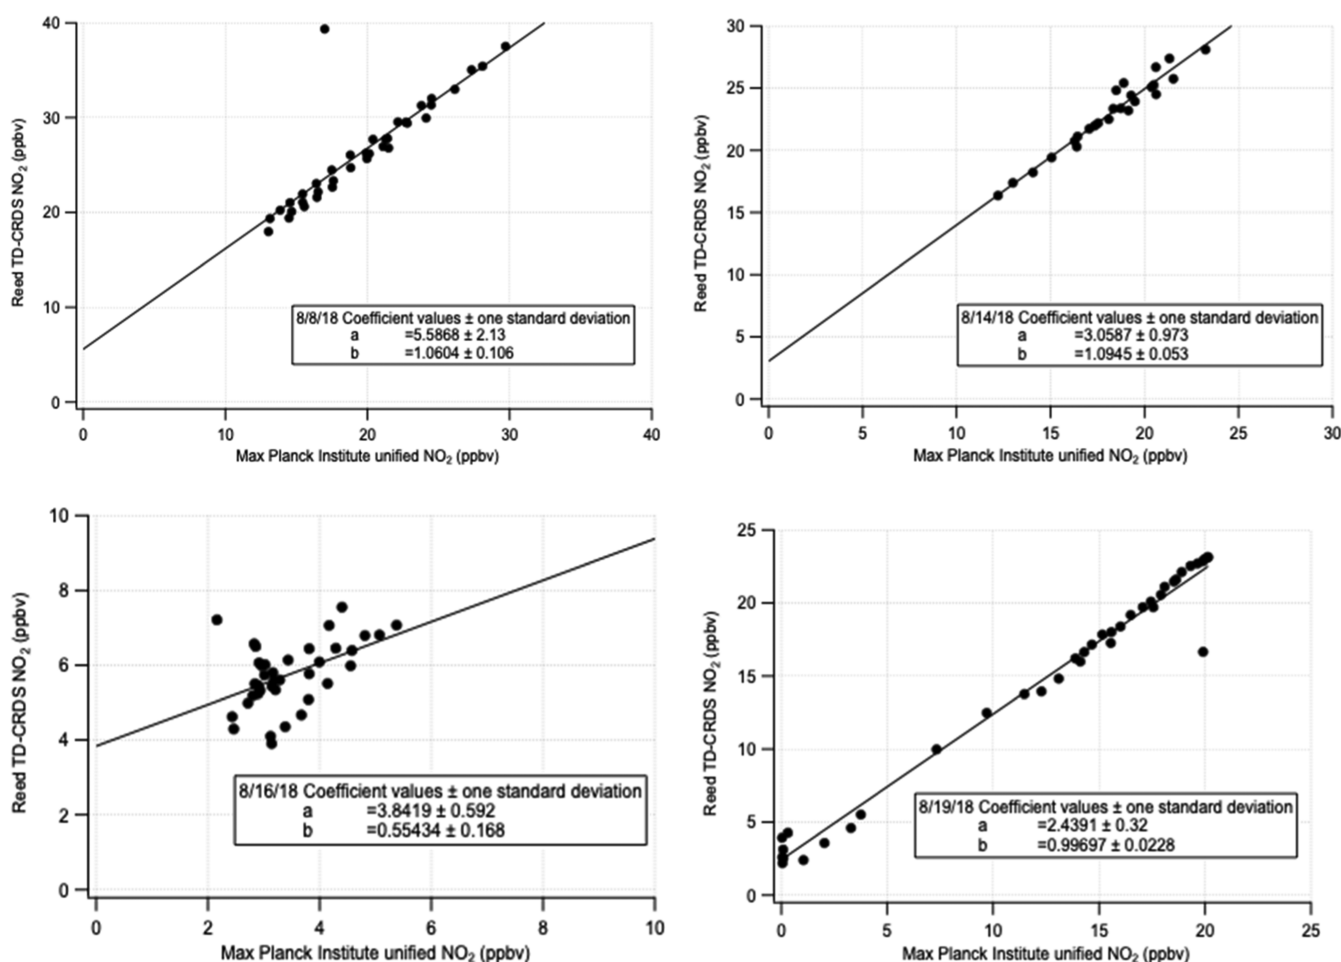 40
30
20
10
0
Reed TD-CRDS NO₂ (ppbv)
8/8/18 Coefficient values ± one standard deviation
a =5.5868 ± 2.13
b =1.0604 ± 0.106
0 10 20 30 40
Max Planck Institute unified NO₂ (ppbv)
30
25
20
15
10
5
0
Reed TD-CRDS NO₂ (ppbv)
8/14/18 Coefficient values ± one standard deviation
a =3.0587 ± 0.973
b =1.0945 ± 0.053
0 5 10 15 20 25 30
Max Planck Institute unified NO₂ (ppbv)
10
8
6
4
2
0
Reed TD-CRDS NO₂ (ppbv)
8/16/18 Coefficient values ± one standard deviation
a =3.8419 ± 0.592
b =0.55434 ± 0.168
0 2 4 6 8 10
Max Planck Institute unified NO₂ (ppbv)
25
20
15
10
5
0
Reed TD-CRDS NO₂ (ppbv)
8/19/18 Coefficient values ± one standard deviation
a =2.4391 ± 0.32
b =0.99697 ± 0.0228
0 5 10 15 20 25
Max Planck Institute unified NO₂ (ppbv)